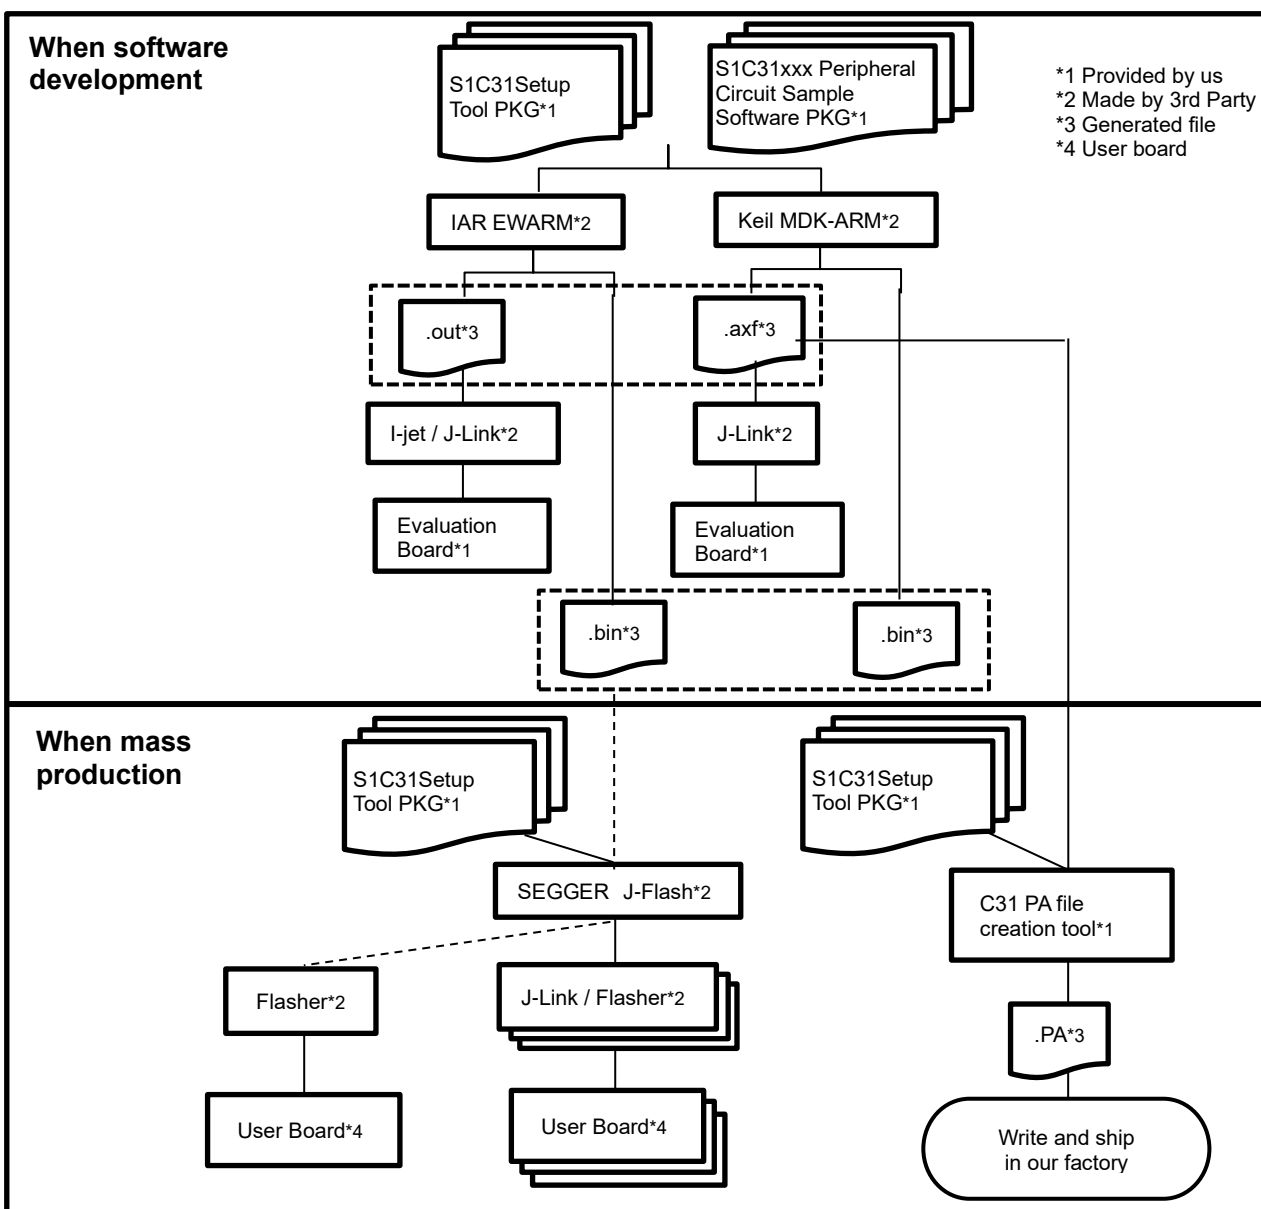 When software
development
S1C31Setup
Tool PKG*1
S1C31xxx Peripheral
Circuit Sample
Software PKG*1
*1 Provided by us
*2 Made by 3rd Party
*3 Generated file
*4 User board
IAR EWARM*2
Keil MDK-ARM*2
.out*3
.axf*3
I-jet / J-Link*2
J-Link*2
Evaluation
Board*1
Evaluation
Board*1
.bin*3
.bin*3
When mass
production
S1C31Setup
Tool PKG*1
S1C31Setup
Tool PKG*1
SEGGER J-Flash*2
C31 PA file
creation tool*1
Flasher*2
J-Link / Flasher*2
.PA*3
User Board*4
User Board*4
Write and ship
in our factory